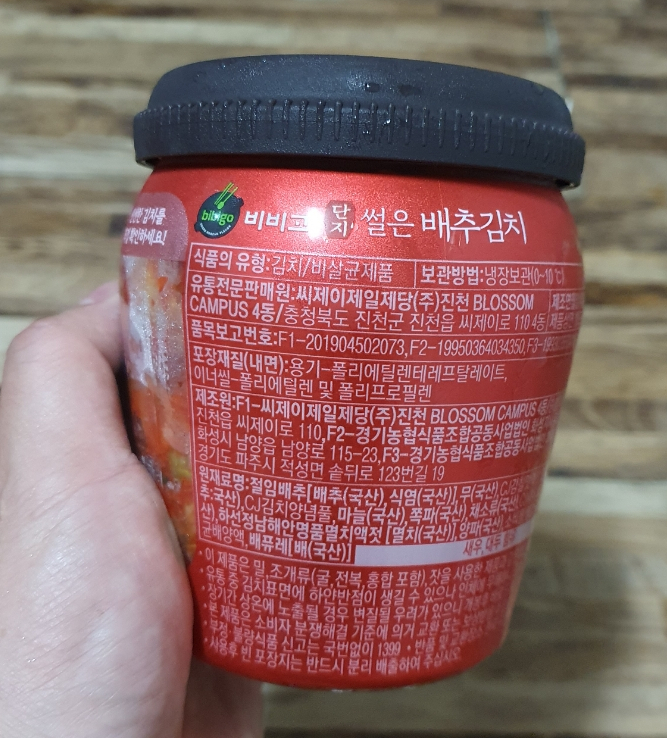 김치를
확인하세요!
bibigo
비비고 단지 썰은 배추김치
식품의 유형:김치/비살균제품
보관방법:냉장보관(0~10℃)
유통전문판매원:씨제이제일제당(주)진천 BLOSSOM
CAMPUS 4동/충청북도 진천군 진천읍 씨제이로 110 4동
품목보고번호:F1-201904502073, F2-19950364034350, F3-
포장재질(내면):용기-폴리에틸렌테레프탈레이트,
이너씰-폴리에틸렌 및 폴리프로필렌
제조원:F1-씨제이제일제당(주)진천 BLOSSOM CAMPUS
진천읍 씨제이로 110, F2-경기농협식품조합공동사업법인
화성시 남양읍 남양로 115-23, F3-경기농협식품조합공동사업법인
경기도 파주시 적성면 솔뒤로 123번길 19
원재료명:절임배추[배추(국산), 식염(국산)], 무(국산),
추:국산), CJ김치양념풀, 마늘(국산), 쪽파(국산), 채소
산), 하선정남해안명품멸치액젓 [멸치(국산)], 양파(국산)
균배양액, 배퓨레[배(국산)]
새우, 대두
• 이 제품은 밀, 조개류(굴, 전복, 홍합 포함), 잣을 사용한
유통 중 김치표면에 하얀반점이 생길 수 있으나
장기간 상온에 노출될 경우 변질될 우려가 있으니
• 본 제품은 소비자 분쟁해결 기준에 의거 교환 또는
부정·불량식품 신고는 국번없이 1399 • 반품 및
• 사용후 빈 포장지는 반드시 분리 배출하여 주십시오